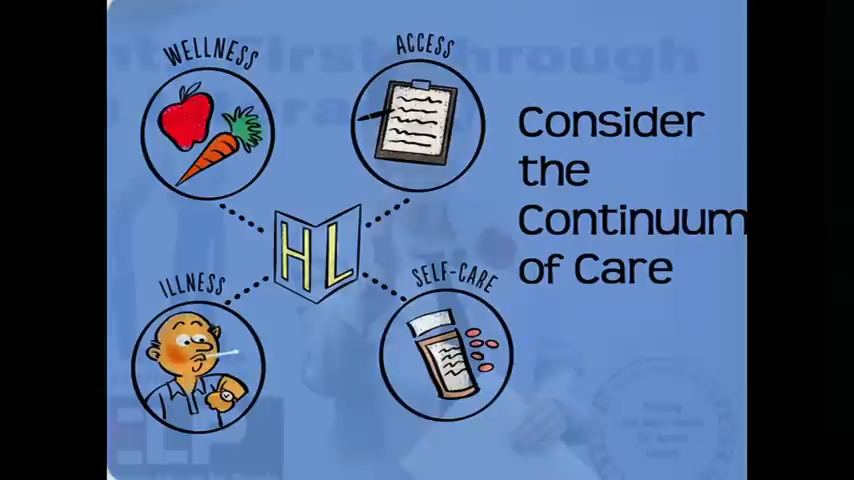 WELLNESS
ACCESS
Consider
the
Continuum
of Care
HL
ILLNESS
SELF-CARE